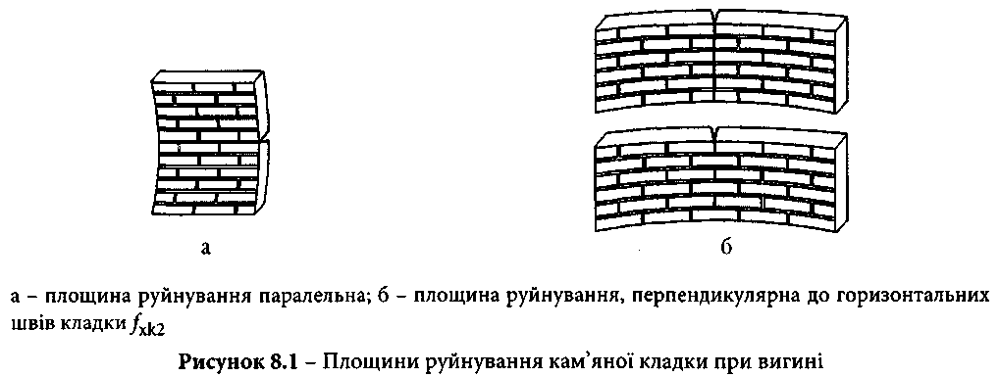 а
б
а – площина руйнування паралельна; б – площина руйнування, перпендикулярна до горизонтальних
швів кладки fxk2
Рисунок 8.1 – Площини руйнування кам’яної кладки при вигині